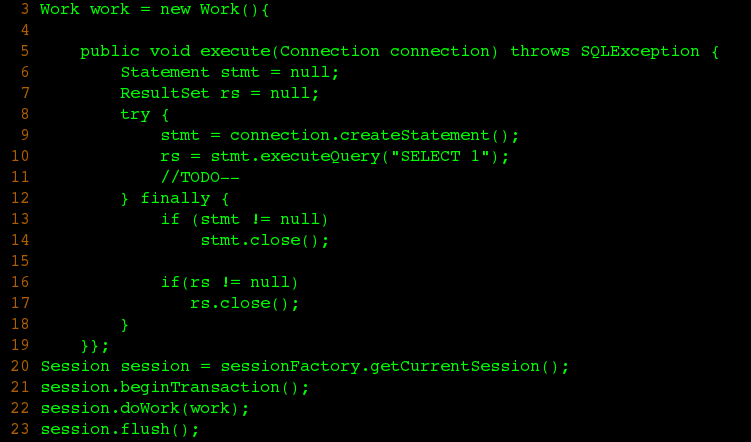 3 Work work = new Work(){
4
5     public void execute(Connection connection) throws SQLException {
6         Statement stmt = null;
7         ResultSet rs = null;
8         try {
9             stmt = connection.createStatement();
10             rs = stmt.executeQuery("SELECT 1");
11             //TODO--
12         } finally {
13             if (stmt != null)
14                 stmt.close();
15
16             if(rs != null)
17                rs.close();
18         }
19     }};
20 Session session = sessionFactory.getCurrentSession();
21 session.beginTransaction();
22 session.doWork(work);
23 session.flush();